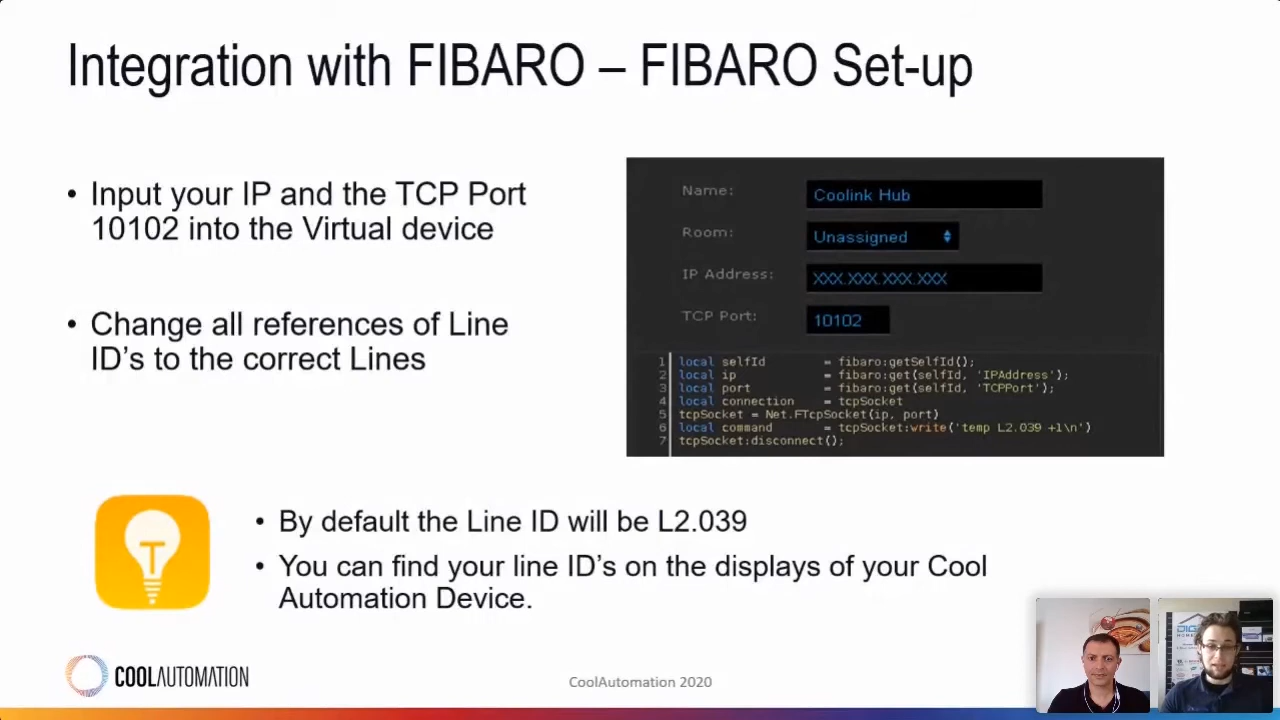 Integration with FIBARO – FIBARO Set-up
• Input your IP and the TCP Port
10102 into the Virtual device
• Change all references of Line
ID's to the correct Lines
Name:
Coolink Hub
Room:
Unassigned
IP Address:
XXX.XXX.XXX.XXX
TCP Port:
10102
1 local selfId = fibaro:getSelfId();
2 local ip = fibaro:get(selfId, 'IPAddress');
3 local port = fibaro:get(selfId, 'TCPPort');
4 local connection = tcpSocket
5 tcpSocket = Net.FTcpSocket(ip, port)
6 local command = tcpSocket:write('temp L2.039 +1\n')
7 tcpSocket:disconnect();
• By default the Line ID will be L2.039
• You can find your line ID's on the displays of your Cool
Automation Device.
COOLAUTOMATION
CoolAutomation 2020